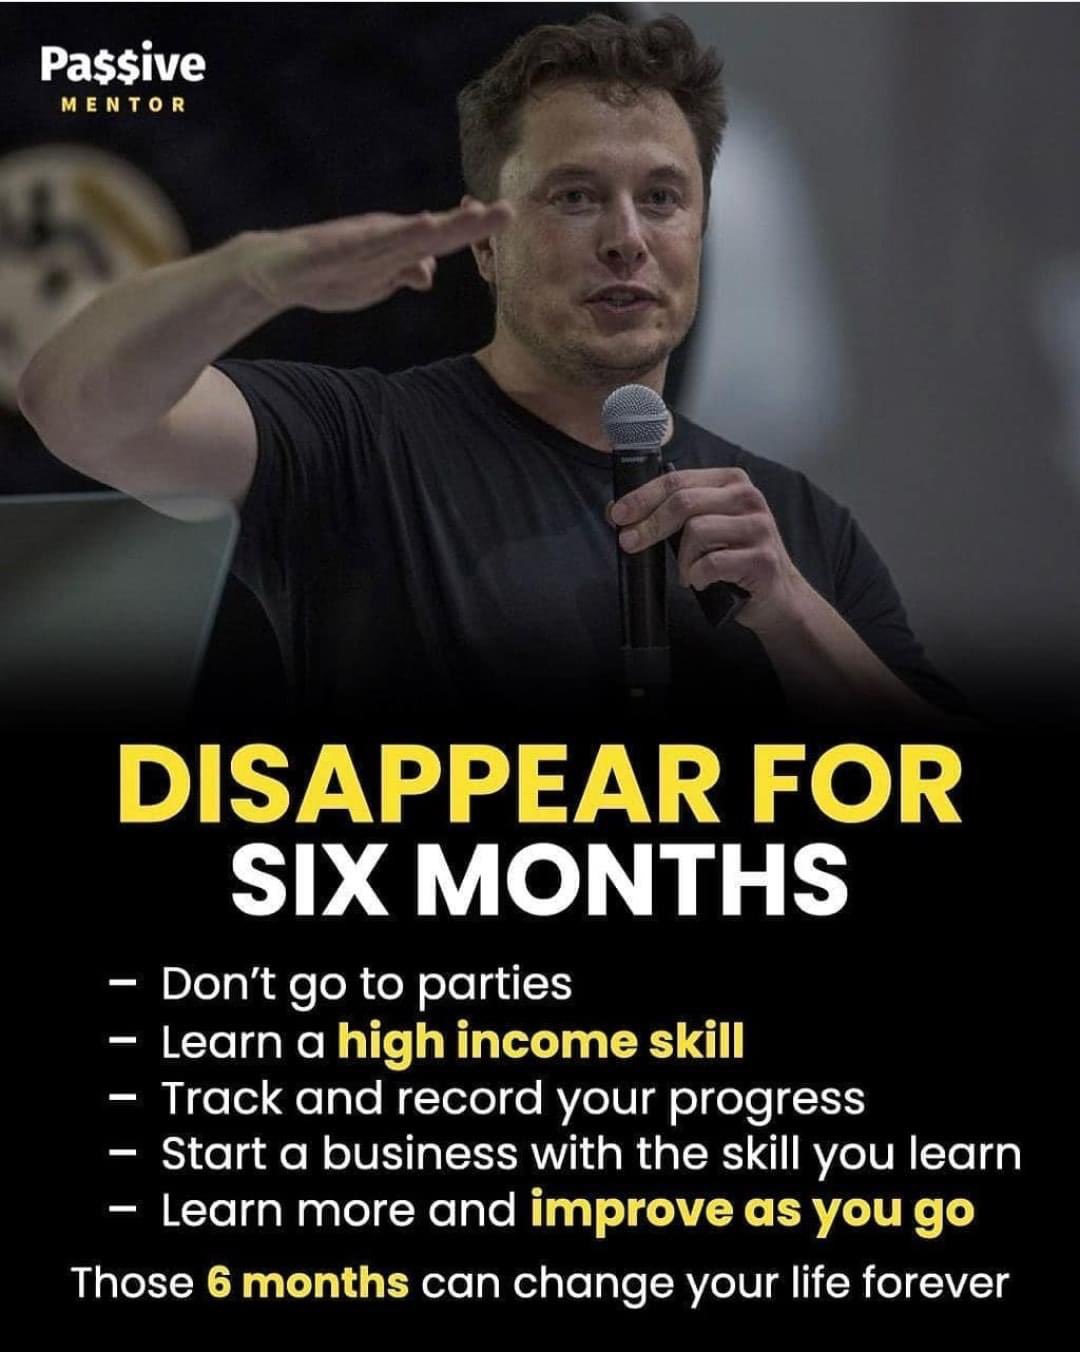 Pa$$ive
MENTOR
DISAPPEAR FOR
SIX MONTHS
– Don't go to parties
– Learn a high income skill
– Track and record your progress
– Start a business with the skill you learn
– Learn more and improve as you go
Those 6 months can change your life forever